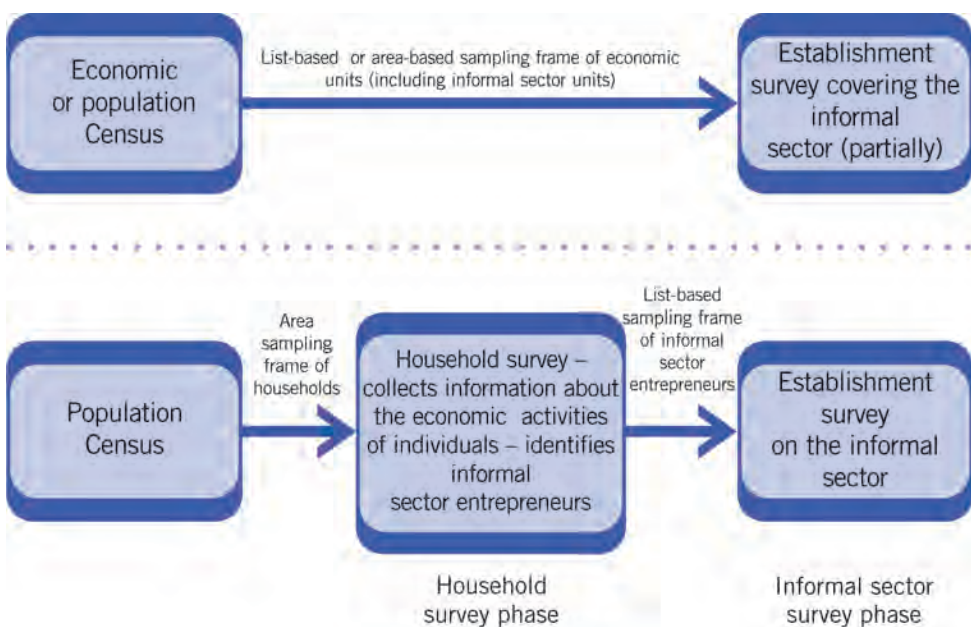 Economic
or population
Census
List-based or area-based sampling frame of economic
units (including informal sector units)
Establishment
survey covering the
informal
sector (partially)
Population
Census
Area
sampling
frame of
households
Household survey –
collects information about
the economic activities
of individuals – identifies
informal
sector entrepreneurs
List-based
sampling frame
of informal
sector
entrepreneurs
Establishment
survey
on the informal
sector
Household
survey phase
Informal sector
survey phase